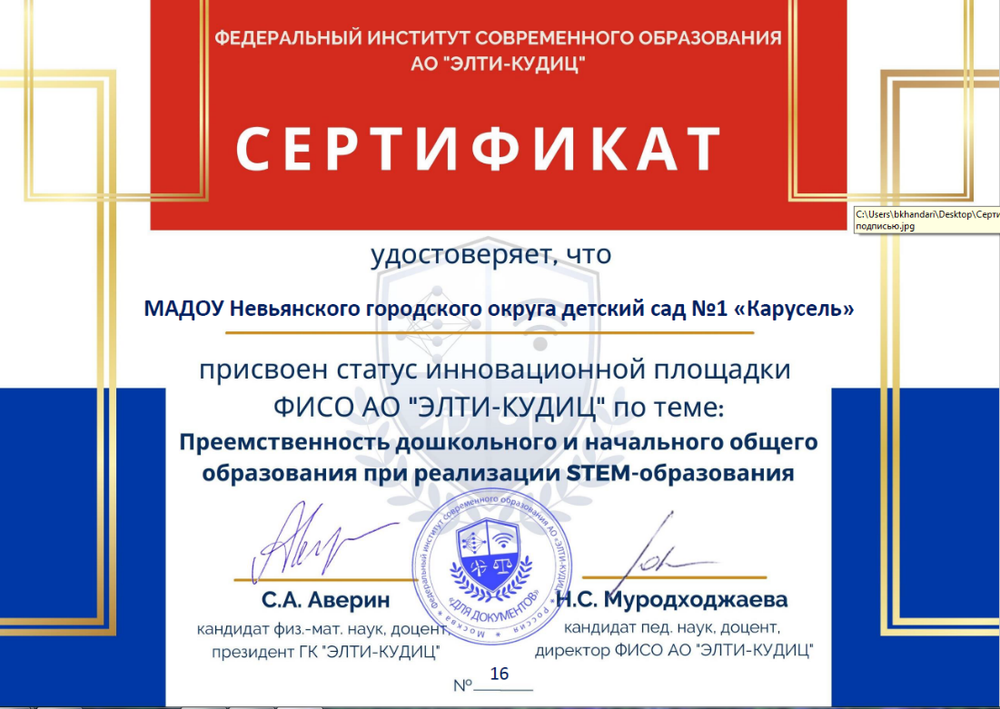 ФЕДЕРАЛЬНЫЙ ИНСТИТУТ СОВРЕМЕННОГО ОБРАЗОВАНИЯ
АО "ЭЛТИ-КУДИЦ"
СЕРТИФИКАТ
C:\Users\bkhandari\Desktop\Серти
подписью.jpg
удостоверяет, что
МАДОУ Невьянского городского округа детский сад №1 «Карусель»
присвоен статус инновационной площадки
ФИСО АО "ЭЛТИ-КУДИЦ" по теме:
Преемственность дошкольного и начального общего
образования при реализации STEM-образования
Федеральный институт современного образования АО «ЭЛТИ-КУДИЦ»
«ДЛЯ ДОКУМЕНТОВ»
* Москва * Россия *
С.А. Аверин
кандидат физ.-мат. наук, доцент,
президент ГК "ЭЛТИ-КУДИЦ"
Н.С. Муродходжаева
кандидат пед. наук, доцент,
директор ФИСО АО "ЭЛТИ-КУДИЦ"
№ 16